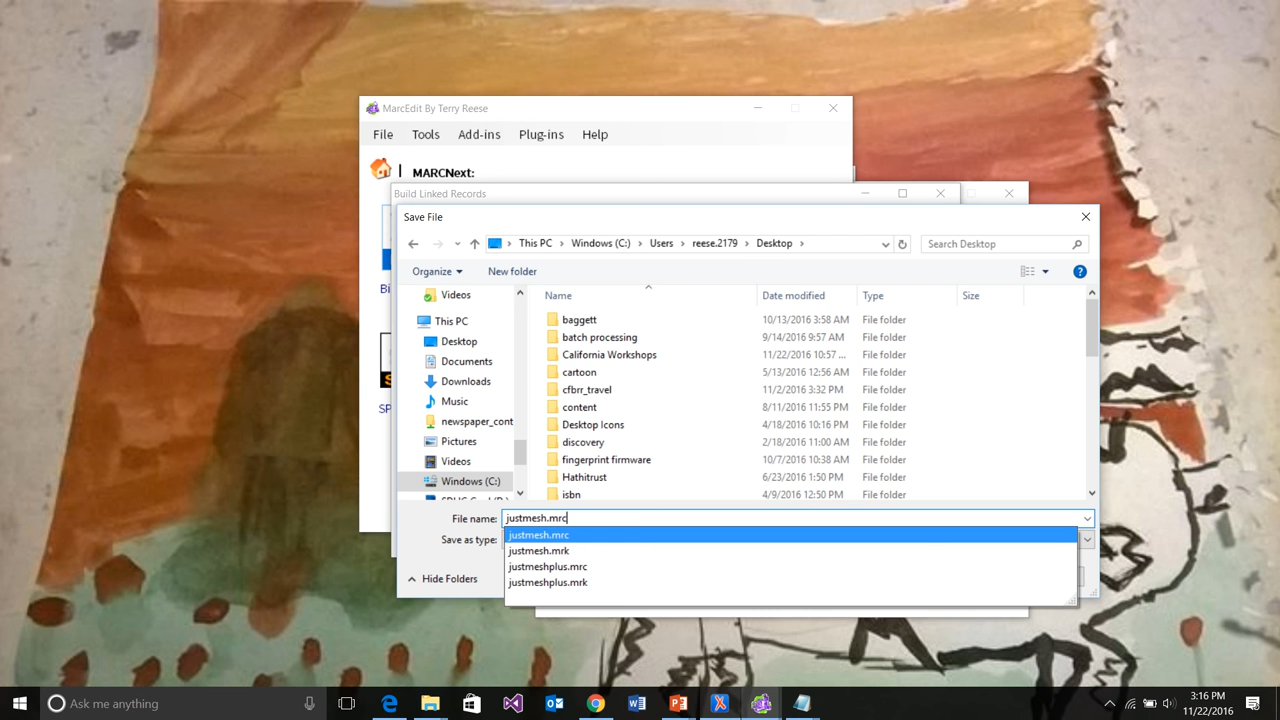 MarcEdit By Terry Reese
File Tools Add-ins Plug-ins Help
MARCNext:
Build Linked Records
Save File
This PC Windows (C:) Users reese.2179 Desktop
Search Desktop
Organize New folder
Name Date modified Type Size
Videos
This PC
Desktop
Documents
Downloads
Music
newspaper_cont
Pictures
Videos
Windows (C:)
baggett 10/13/2016 3:58 AM File folder
batch processing 9/14/2016 9:57 AM File folder
California Workshops 11/22/2016 10:57 ... File folder
cartoon 5/13/2016 12:56 AM File folder
cfbrr_travel 11/2/2016 3:32 PM File folder
content 8/11/2016 11:55 PM File folder
Desktop Icons 4/18/2016 10:16 PM File folder
discovery 2/18/2016 11:00 AM File folder
fingerprint firmware 10/7/2016 10:38 AM File folder
Hathitrust 6/23/2016 1:50 PM File folder
isbn 4/9/2016 12:50 PM File folder
Bi
SP
File name: justmesh.mrc
Save as type:
justmesh.mrc
justmesh.mrk
justmeshplus.mrc
justmeshplus.mrk
Hide Folders
Ask me anything
3:16 PM
11/22/2016